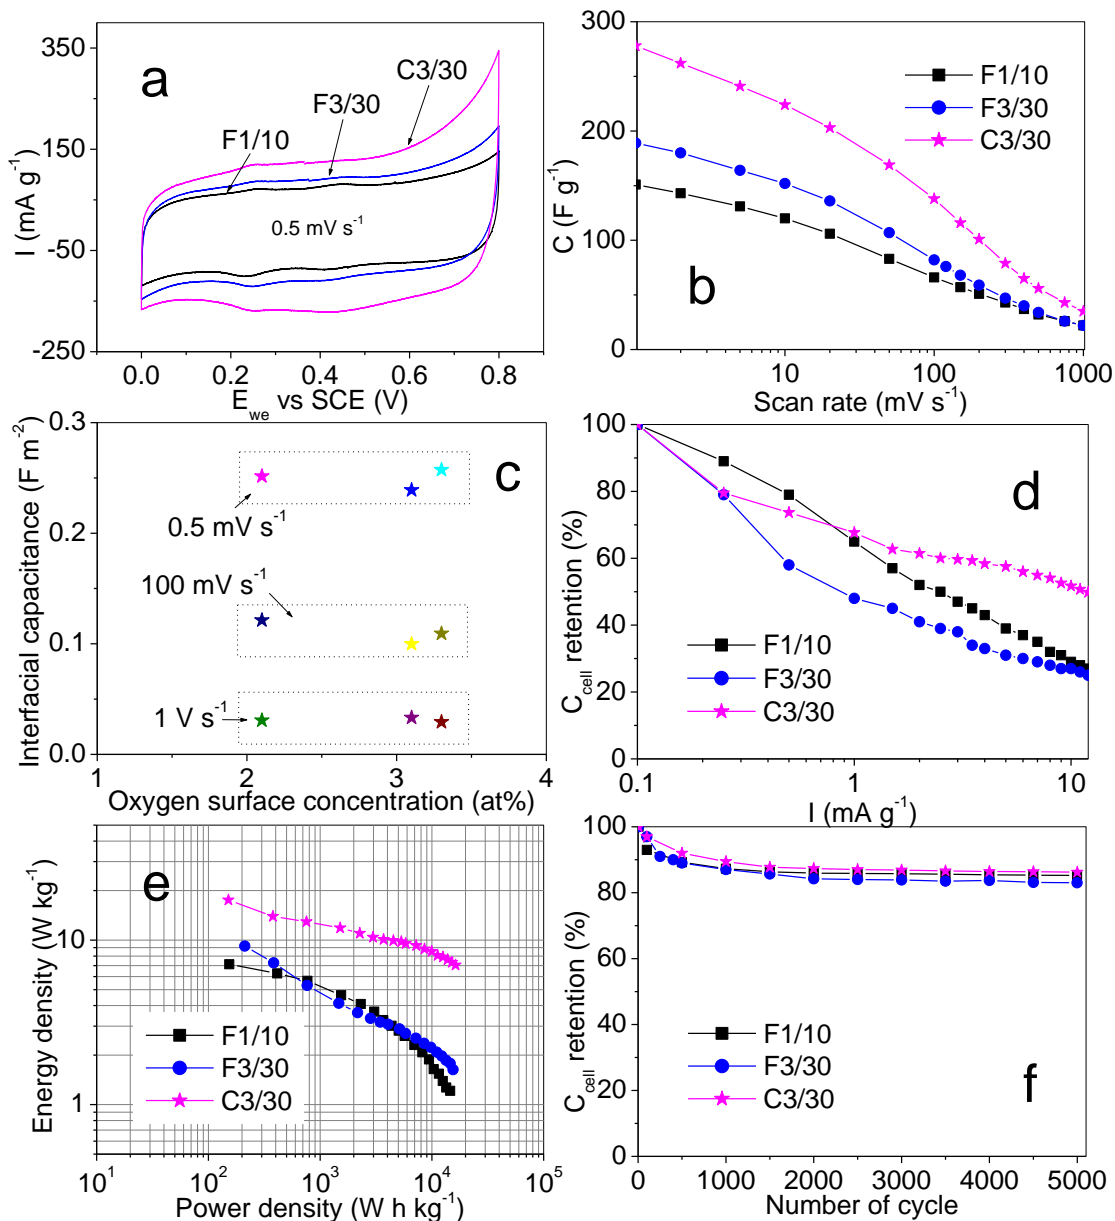 a
350
150
-50
-250
I (mA g⁻¹)
C3/30
F3/30
F1/10
0.5 mV s⁻¹
0.0 0.2 0.4 0.6 0.8
E_we vs SCE (V)
b
300
200
100
0
C (F g⁻¹)
F1/10
F3/30
C3/30
10 100 1000
Scan rate (mV s⁻¹)
c
0.3
0.2
0.1
0.0
Interfacial capacitance (F m⁻²)
0.5 mV s⁻¹
100 mV s⁻¹
1 V s⁻¹
1 2 3 4
Oxygen surface concentration (at%)
d
100
80
60
40
20
0
C_cell retention (%)
F1/10
F3/30
C3/30
0.1 1 10
I (mA g⁻¹)
e
10
1
Energy density (W kg⁻¹)
F1/10
F3/30
C3/30
10¹ 10² 10³ 10⁴ 10⁵
Power density (W h kg⁻¹)
f
100
80
60
40
20
0
C_cell retention (%)
F1/10
F3/30
C3/30
0 1000 2000 3000 4000 5000
Number of cycle